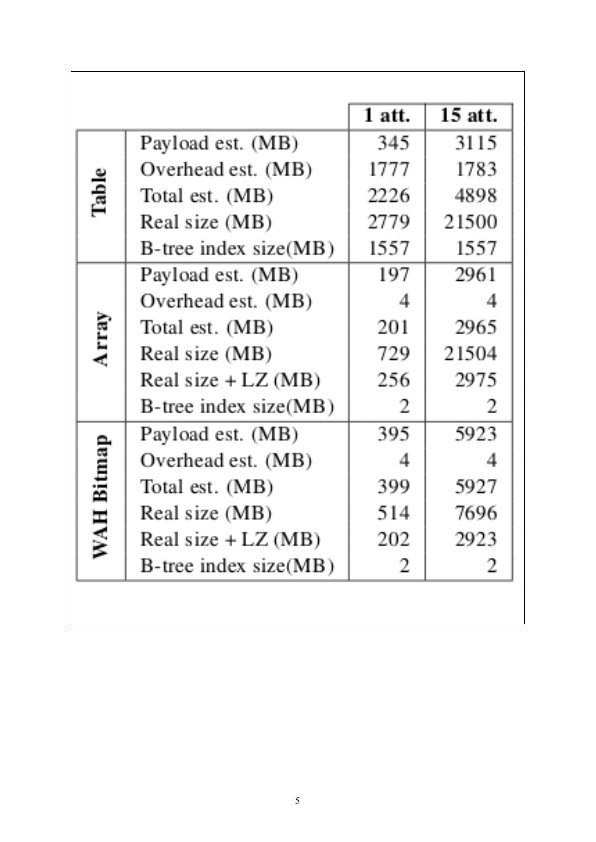 1 att. 15 att.
Table
Payload est. (MB) 345 3115
Overhead est. (MB) 1777 1783
Total est. (MB) 2226 4898
Real size (MB) 2779 21500
B-tree index size(MB) 1557 1557
Array
Payload est. (MB) 197 2961
Overhead est. (MB) 4 4
Total est. (MB) 201 2965
Real size (MB) 729 21504
Real size + LZ (MB) 256 2975
B-tree index size(MB) 2 2
WAH Bitmap
Payload est. (MB) 395 5923
Overhead est. (MB) 4 4
Total est. (MB) 399 5927
Real size (MB) 514 7696
Real size + LZ (MB) 202 2923
B-tree index size(MB) 2 2
5